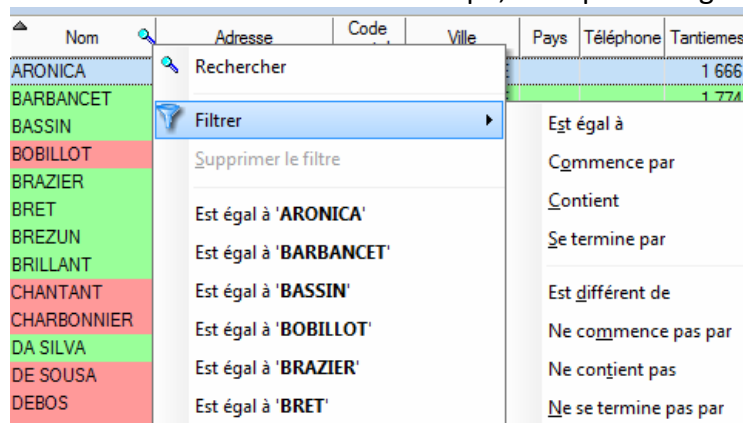 Nom Adresse Code Ville Pays Téléphone Tantiemes
ARONICA 1 666
BARBANCET 1 774
BASSIN
BOBILLOT
BRAZIER
BRET
BREZUN
BRILLANT
CHANTANT
CHARBONNIER
DA SILVA
DE SOUSA
DEBOS
Rechercher
Filtrer
Supprimer le filtre
Est égal à 'ARONICA'
Est égal à 'BARBANCET'
Est égal à 'BASSIN'
Est égal à 'BOBILLOT'
Est égal à 'BRAZIER'
Est égal à 'BRET'
Est égal à
Commence par
Contient
Se termine par
Est différent de
Ne commence pas par
Ne contient pas
Ne se termine pas par